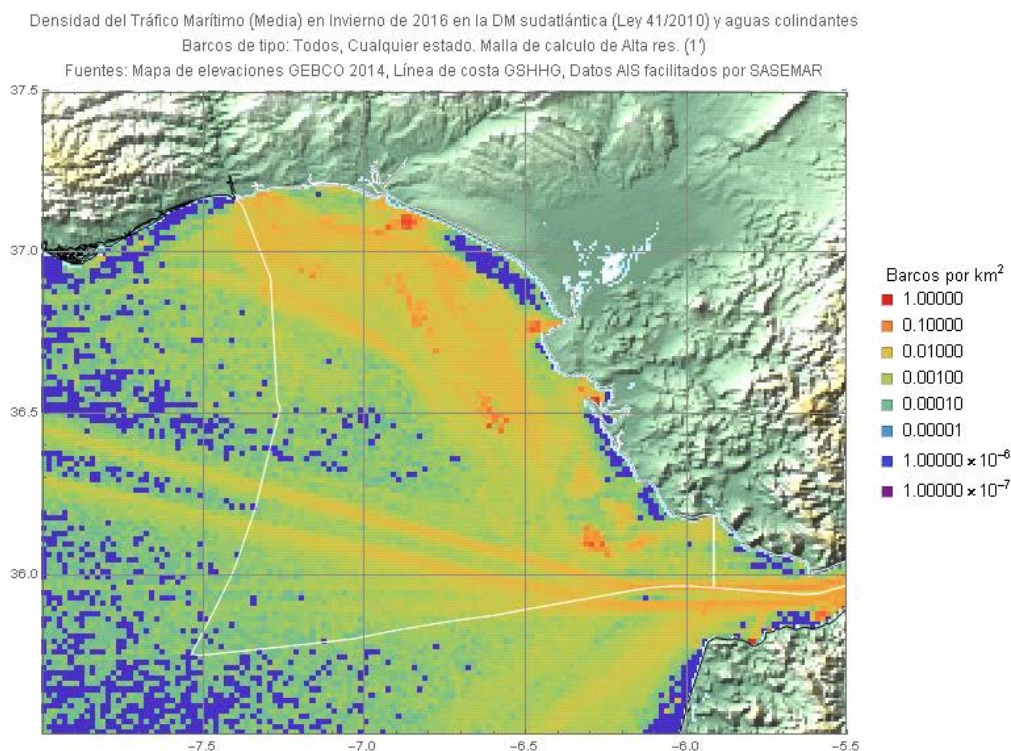 Densidad del Tráfico Marítimo (Media) en Invierno de 2016 en la DM sudatlántica (Ley 41/2010) y aguas colindantes
Barcos de tipo: Todos, Cualquier estado. Malla de calculo de Alta res. (1')
Fuentes: Mapa de elevaciones GEBCO 2014, Línea de costa GSHHG, Datos AIS facilitados por SASEMAR
37.5
37.0
36.5
36.0
-7.5
-7.0
-6.5
-6.0
-5.5
Barcos por km²
1.00000
0.10000
0.01000
0.00100
0.00010
0.00001
1.00000 × 10⁻⁶
1.00000 × 10⁻⁷